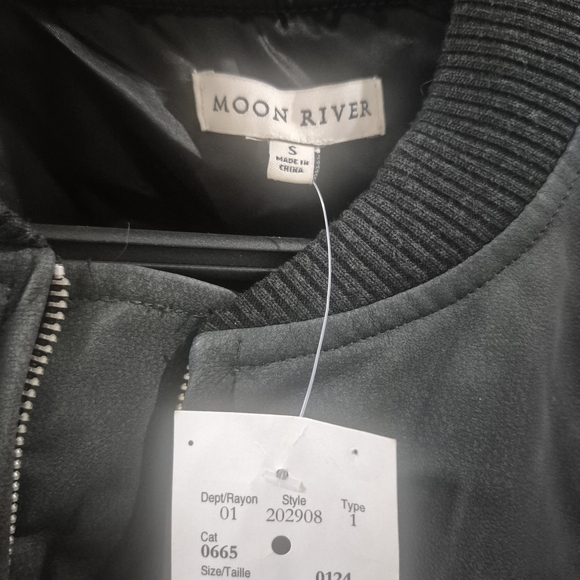 MOON RIVER
S
MADE IN
CHINA
Dept/Rayon Style Type
01 202908 1
Cat
0665
Size/Taille 0124